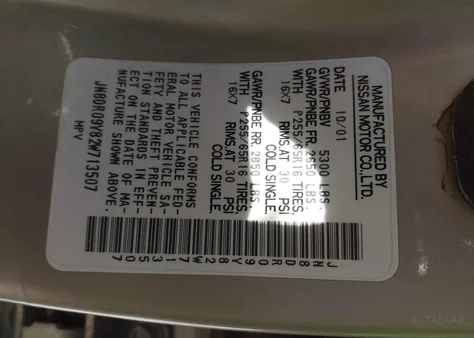 MANUFACTURED BY
NISSAN MOTOR CO.,LTD.
DATE 10/01
GVWR/PNBV 5300 LBS.
GAWR/PNBE FR. 2650 LBS.
WITH P255/65R16 TIRES,
16X7 RIMS,AT 30 PSI
COLD SINGLE.
GAWR/PNBE RR. 2850 LBS.
WITH P255/65R16 TIRES,
16X7 RIMS,AT 30 PSI
COLD SINGLE.
THIS VEHICLE CONFORMS
TO ALL APPLICABLE FED-
ERAL MOTOR VEHICLE SA-
FETY AND THEFT PREVEN-
TION STANDARDS IN EFF-
ECT ON THE DATE OF MA-
NUFACTURE SHOWN ABOVE.
JN8DR09Y82W713507
MPV
JN8DR09Y82W713507
AUTASNAP